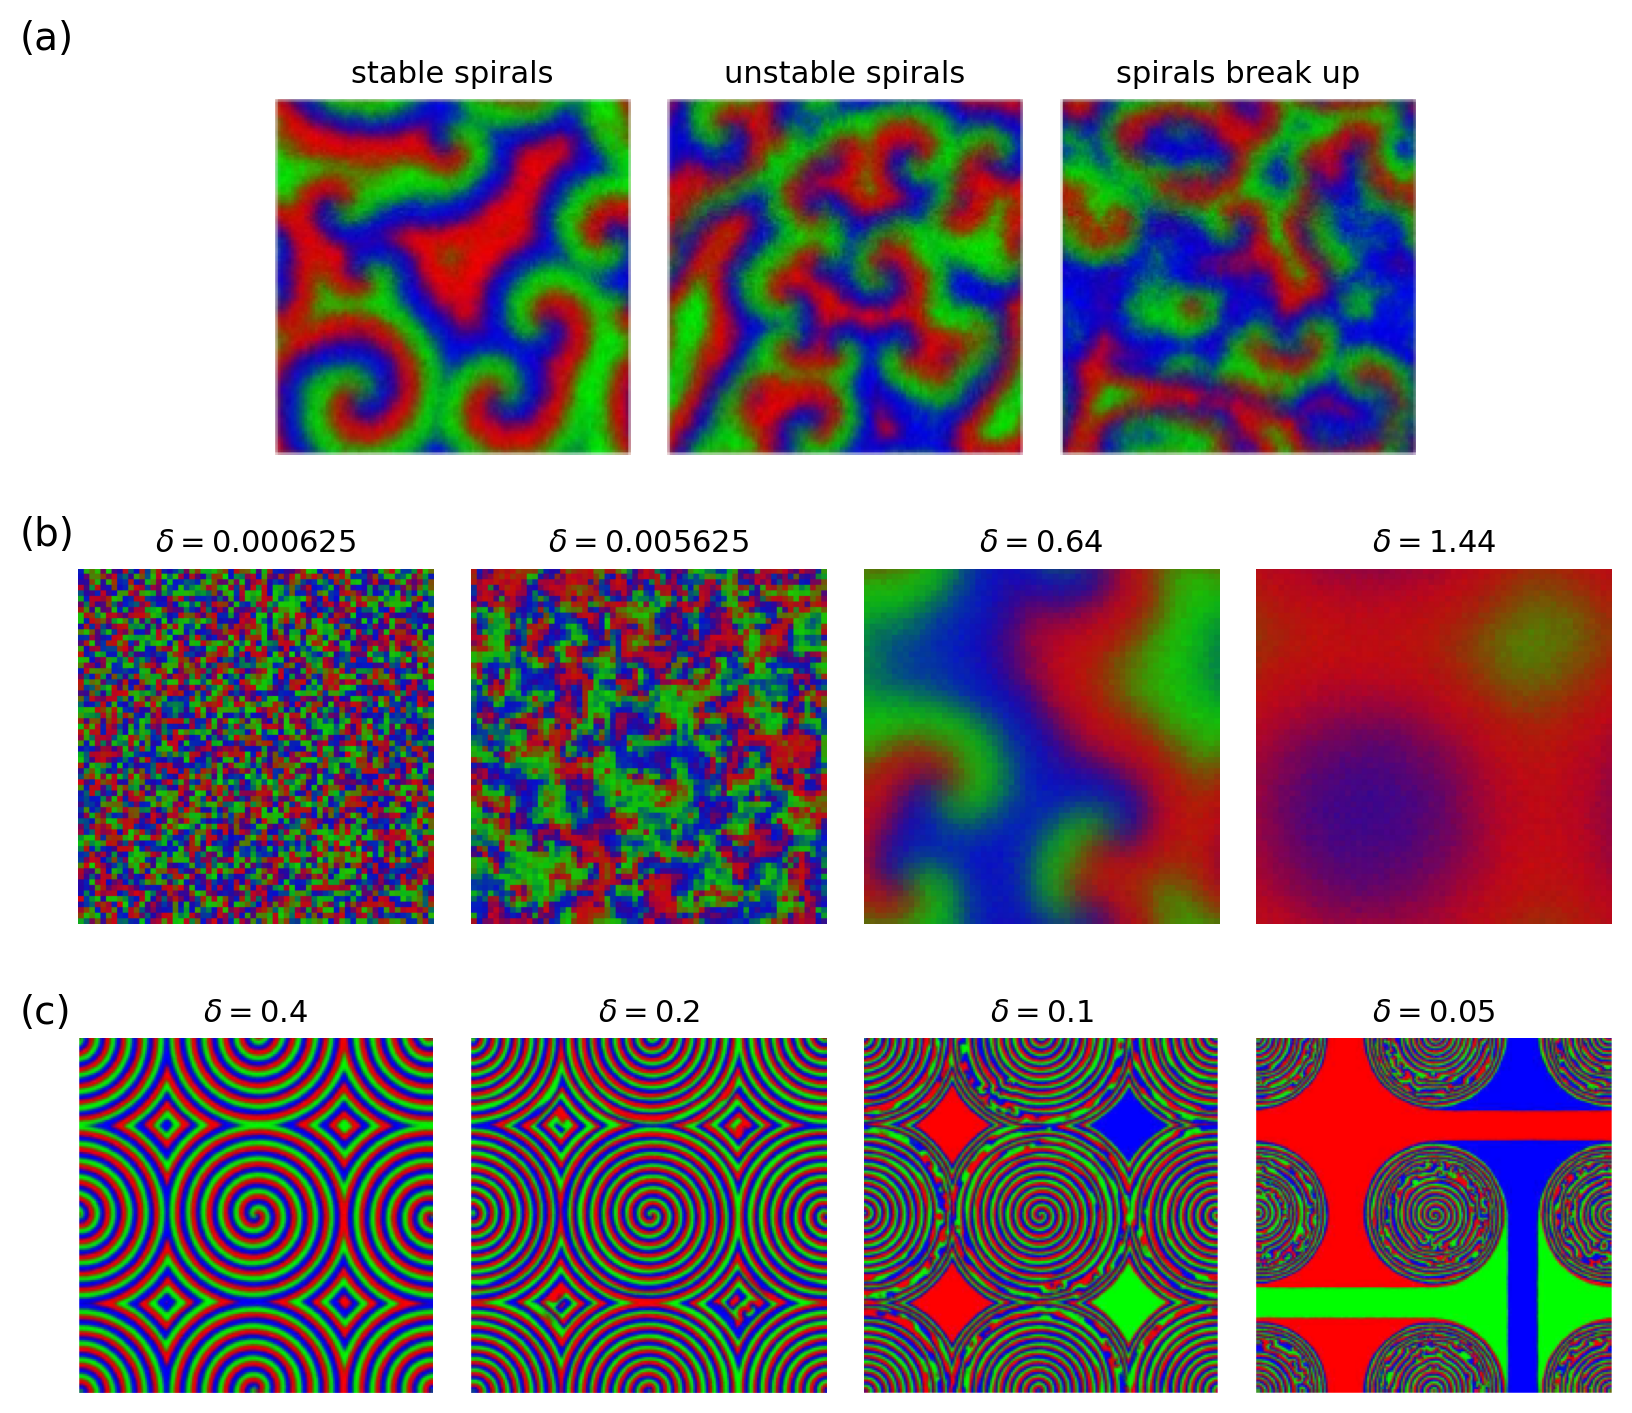 (a)
stable spirals unstable spirals spirals break up
(b)
δ = 0.000625 δ = 0.005625 δ = 0.64 δ = 1.44
(c)
δ = 0.4 δ = 0.2 δ = 0.1 δ = 0.05